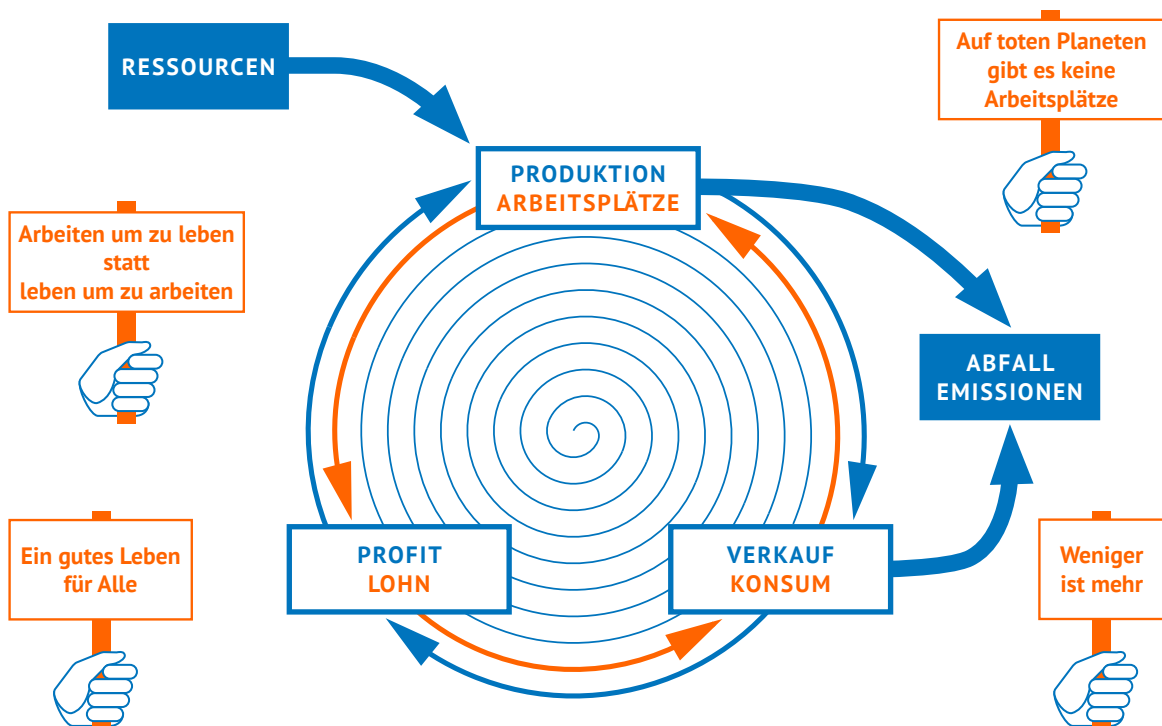 RESSOURCEN
Auf toten Planeten
gibt es keine
Arbeitsplätze
PRODUKTION
ARBEITSPLÄTZE
Arbeiten um zu leben
statt
leben um zu arbeiten
ABFALL
EMISSIONEN
Ein gutes Leben
für Alle
PROFIT
LOHN
VERKAUF
KONSUM
Weniger
ist mehr